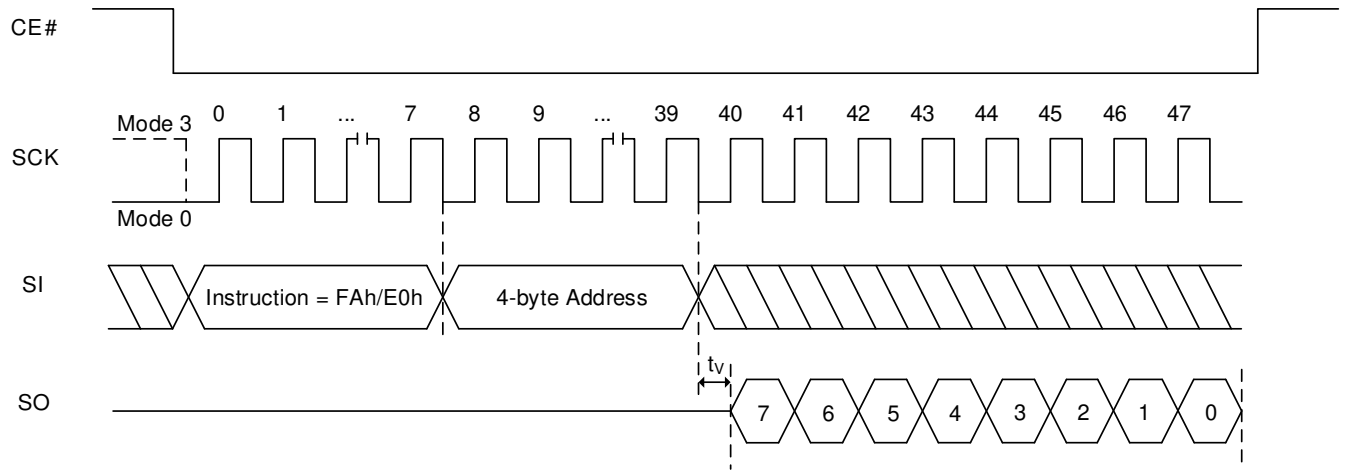 CE#
0 1 ... 7 8 9 ... 39 40 41 42 43 44 45 46 47
Mode 3
SCK
Mode 0
SI
Instruction = FAh/E0h
4-byte Address
tV
SO
7 6 5 4 3 2 1 0